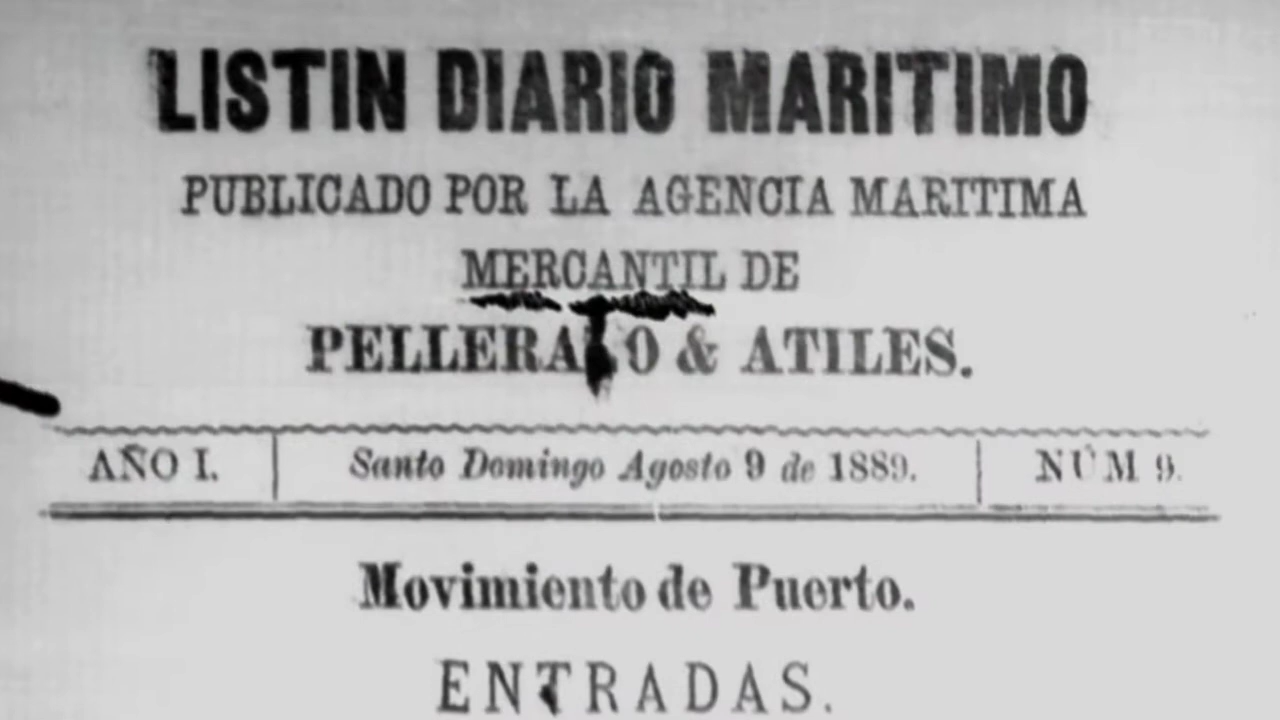 LISTIN DIARIO MARITIMO
PUBLICADO POR LA AGENCIA MARITIMA
MERCANTIL DE
& ATILES.
AÑO I. Santo Domingo Agosto 9 de 1889. NÚM 9.
Movimiento de Puerto.
ENTRADAS.